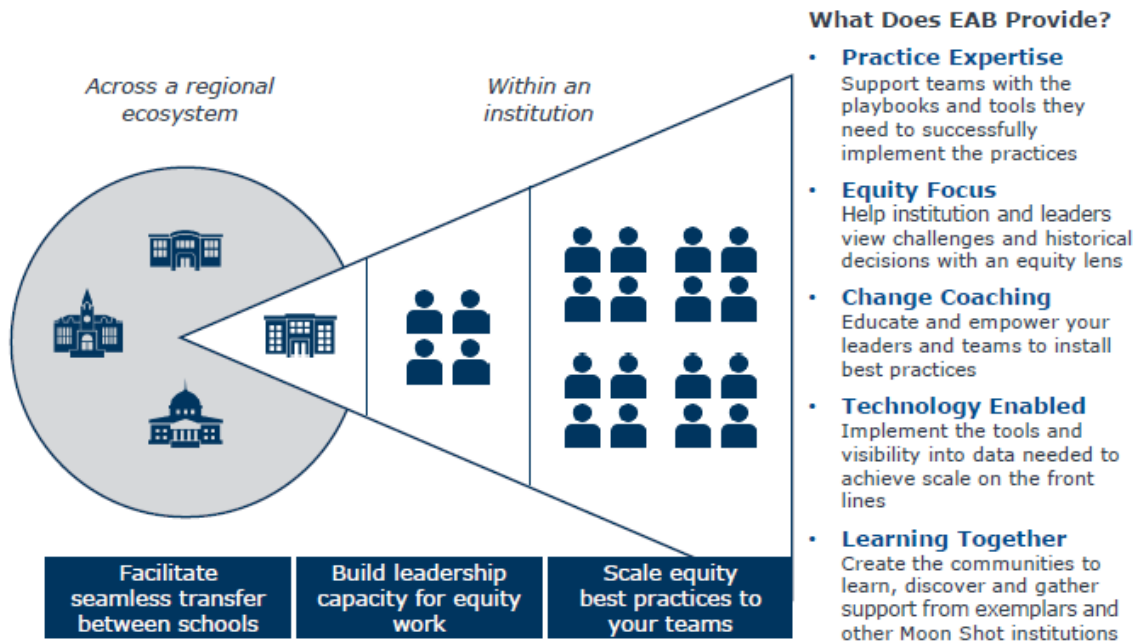 Across a regional
ecosystem
Within an
institution
Facilitate
seamless transfer
between schools
Build leadership
capacity for equity
work
Scale equity
best practices to
your teams
What Does EAB Provide?
• Practice Expertise
Support teams with the
playbooks and tools they
need to successfully
implement the practices
• Equity Focus
Help institution and leaders
view challenges and historical
decisions with an equity lens
• Change Coaching
Educate and empower your
leaders and teams to install
best practices
• Technology Enabled
Implement the tools and
visibility into data needed to
achieve scale on the front
lines
• Learning Together
Create the communities to
learn, discover and gather
support from exemplars and
other Moon Shot institutions